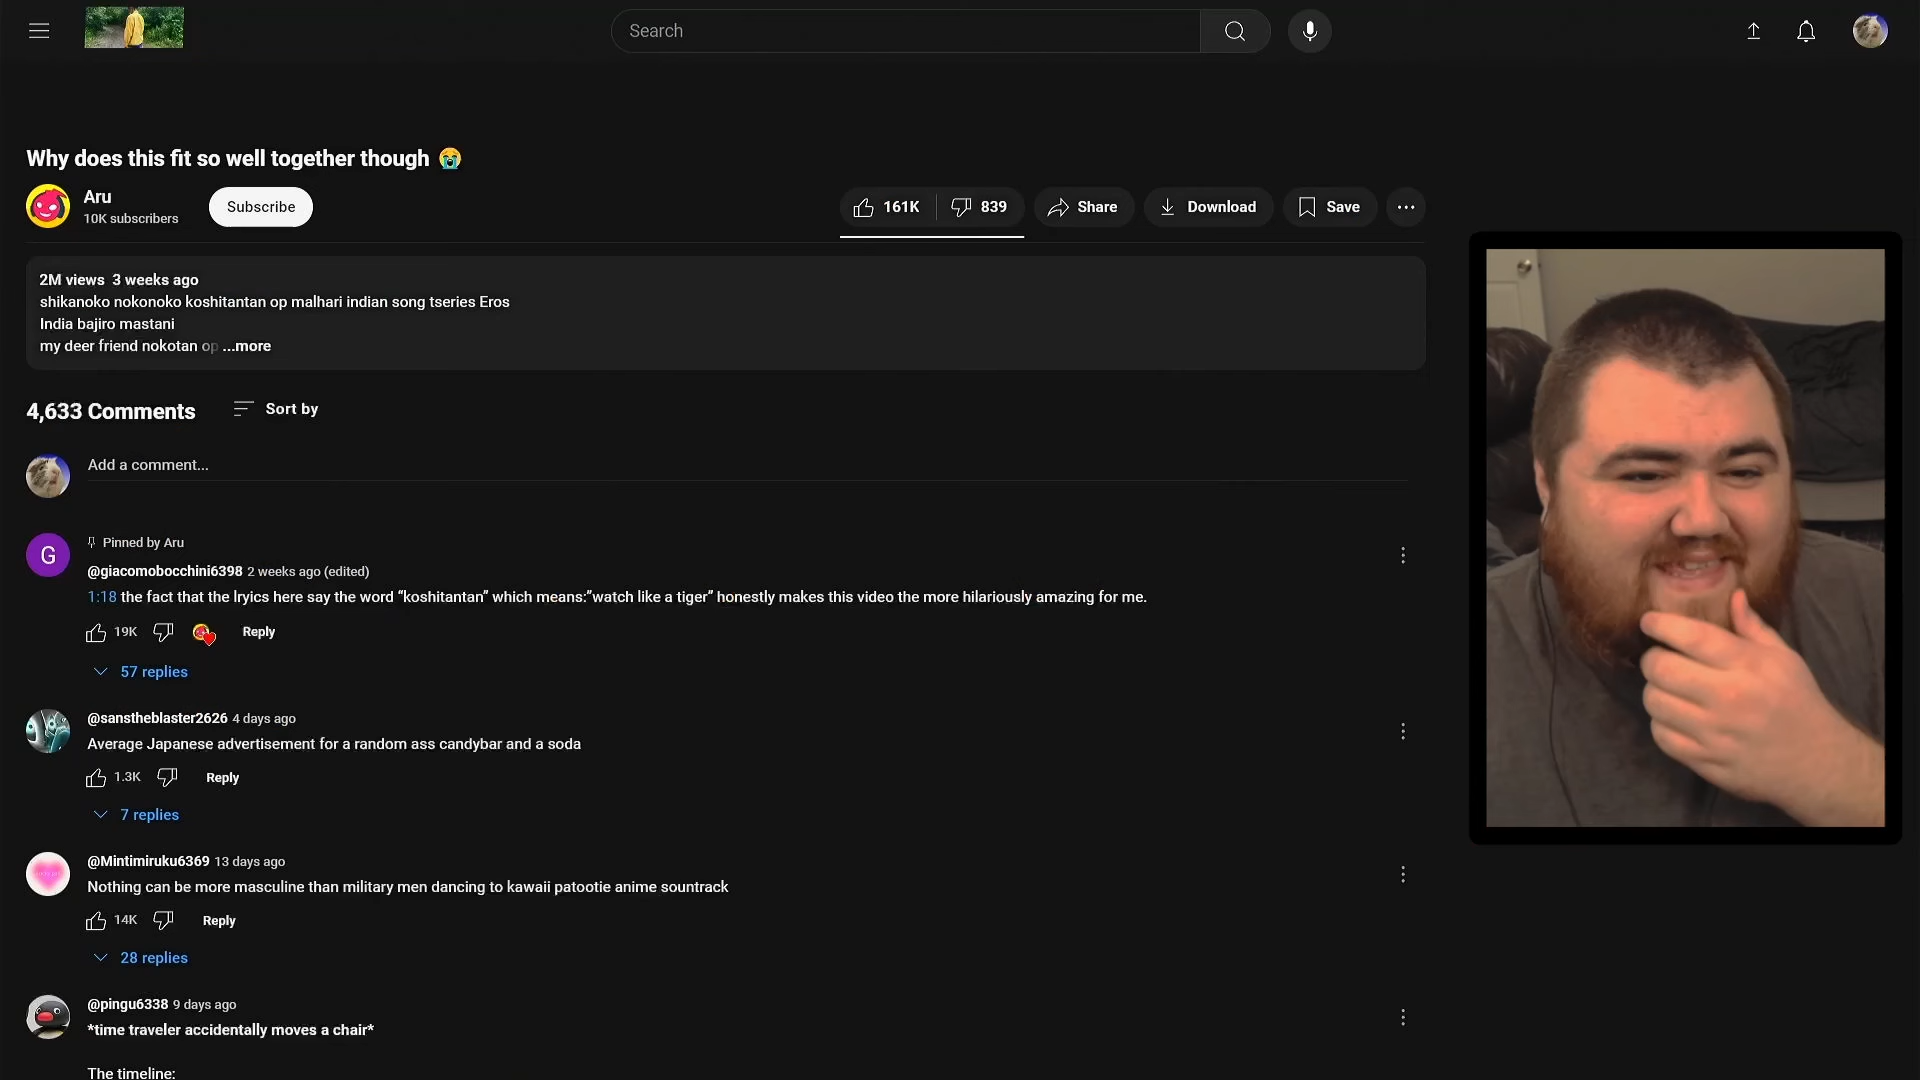 Search
Why does this fit so well together though 😭
Aru
10K subscribers
Subscribe
161K
839
Share
Download
Save
2M views 3 weeks ago
shikanoko nokonoko koshitantan op malhari indian song tseries Eros
India bajiro mastani
my deer friend nokotan op ...more
4,633 Comments
Sort by
Add a comment...
G
Pinned by Aru
@giacomobocchini6398 2 weeks ago (edited)
1:18 the fact that the lryics here say the word “koshitantan” which means:”watch like a tiger” honestly makes this video the more hilariously amazing for me.
19K
Reply
57 replies
@sanstheblaster2626 4 days ago
Average Japanese advertisement for a random ass candybar and a soda
1.3K
Reply
7 replies
@Mintimiruku6369 13 days ago
Nothing can be more masculine than military men dancing to kawaii patootie anime sountrack
14K
Reply
28 replies
@pingu6338 9 days ago
*time traveler accidentally moves a chair*
The timeline: